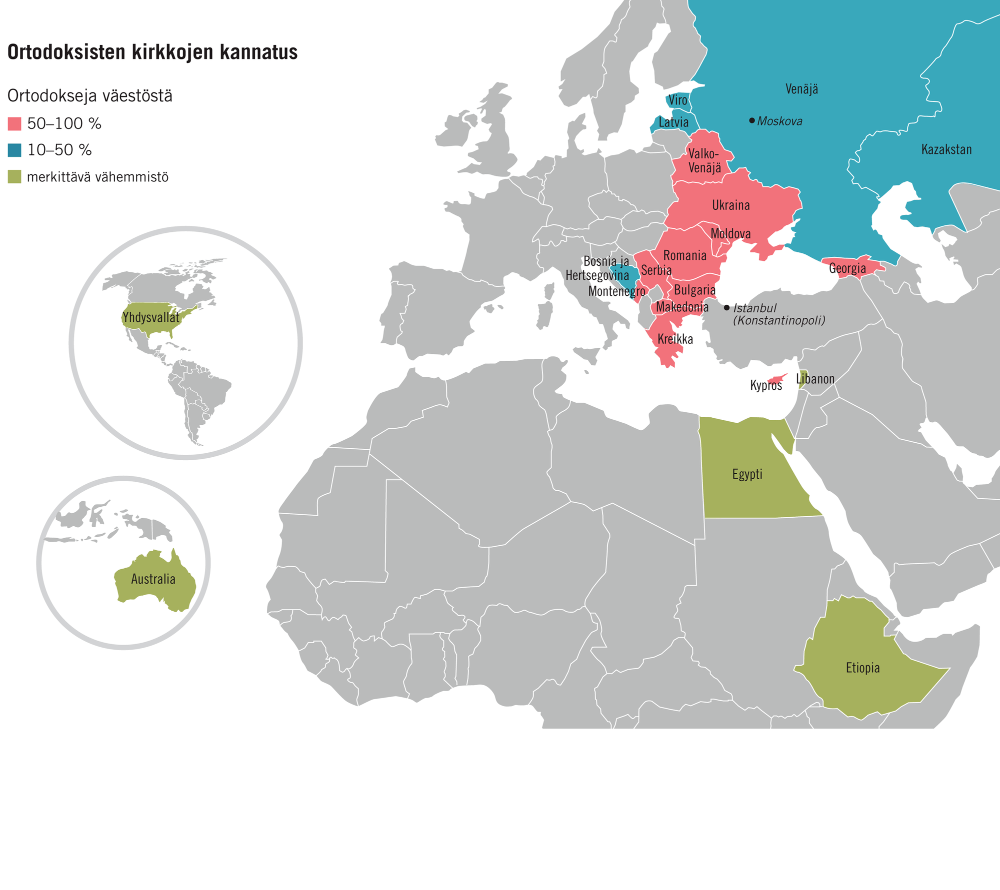 Ortodoksisten kirkkojen kannatus
Ortodokseja väestöstä
50–100 %
10–50 %
merkittävä vähemmistö
Venäjä
Viro
Moskova
Latvia
Kazakstan
Valko-
Venäjä
Ukraina
Moldova
Romania
Bosnia ja
Hertsegovina
Serbia
Georgia
Montenegro
Bulgaria
Makedonia
Istanbul
(Konstantinopoli)
Kreikka
Kypros
Libanon
Yhdysvallat
Egypti
Australia
Etiopia